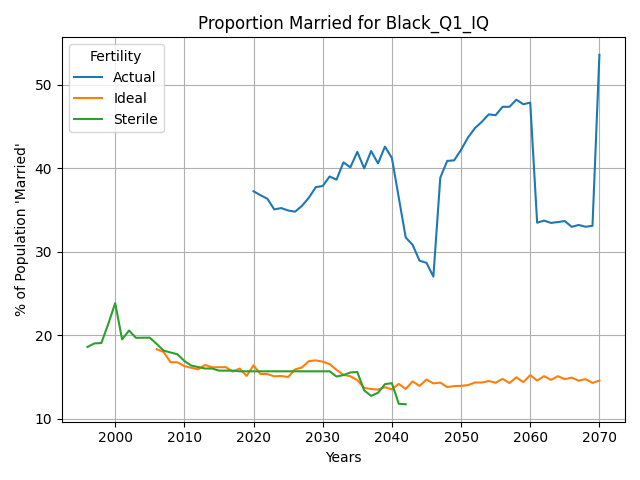 Proportion Married for Black_Q1_IQ
Fertility
Actual
Ideal
Sterile
% of Population 'Married'
50
40
30
20
10
2000 2010 2020 2030 2040 2050 2060 2070
Years